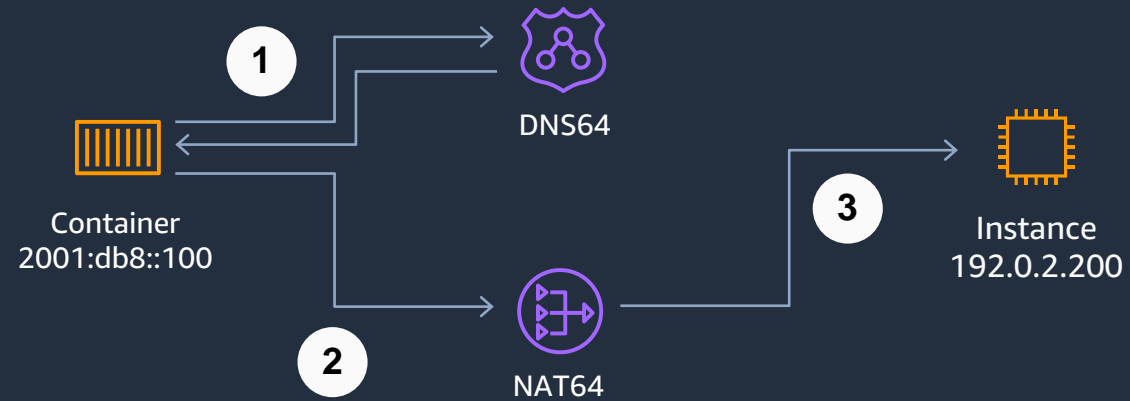 1
DNS64
Container
2001:db8::100
3
Instance
192.0.2.200
2
NAT64